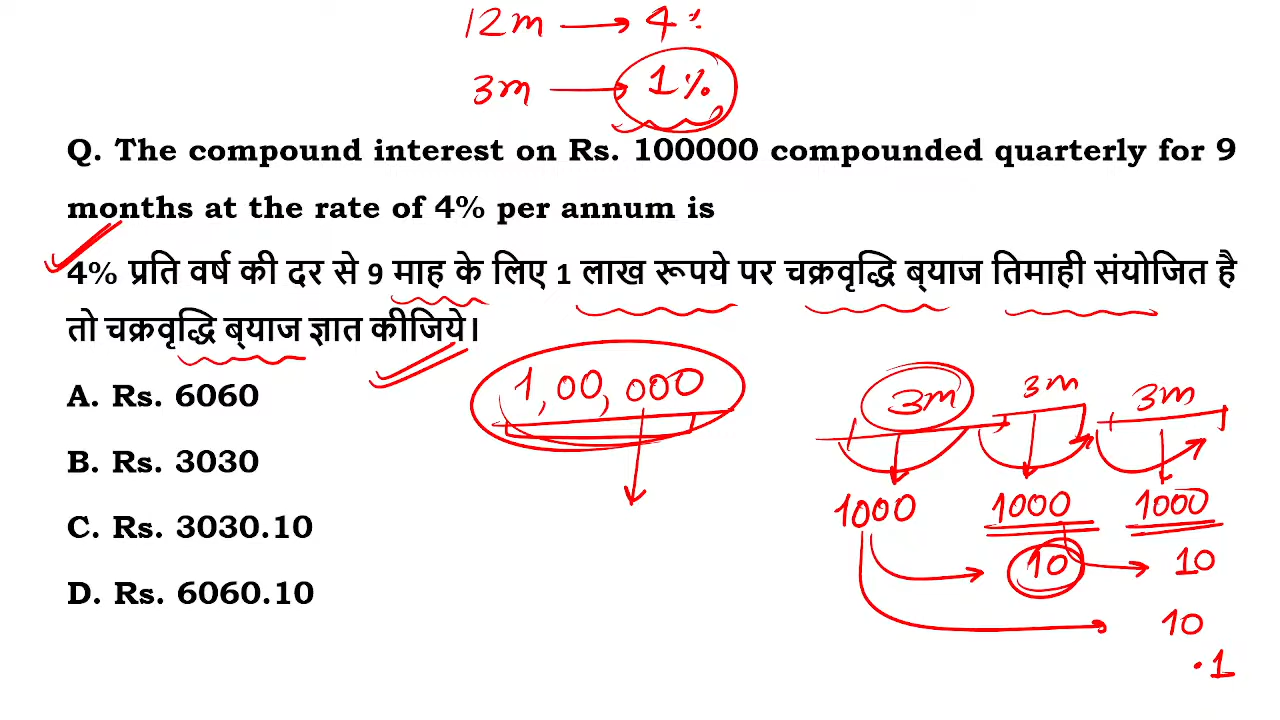 12m → 4%
3m → 1%
Q. The compound interest on Rs. 100000 compounded quarterly for 9
months at the rate of 4% per annum is
4% प्रति वर्ष की दर से 9 माह के लिए 1 लाख रूपये पर चक्रवृद्धि ब्याज तिमाही संयोजित है
तो चक्रवृद्धि ब्याज ज्ञात कीजिये।
A. Rs. 6060
B. Rs. 3030
C. Rs. 3030.10
D. Rs. 6060.10
1,00,000
3m 3m 3m
1000 1000 1000
10 10
10
.1